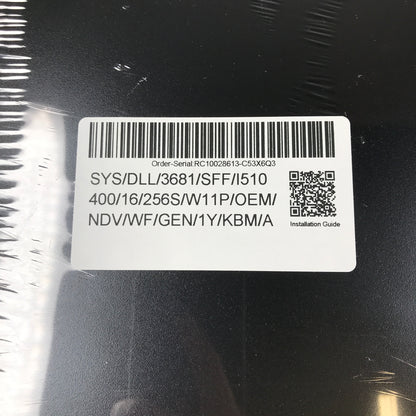 Order-Serial:RC10028613-C53X6Q3
SYS/DLL/3681/SFF/I510
400/16/256S/W11P/OEM/
NDV/WF/GEN/1Y/KBM/A
Installation Guide